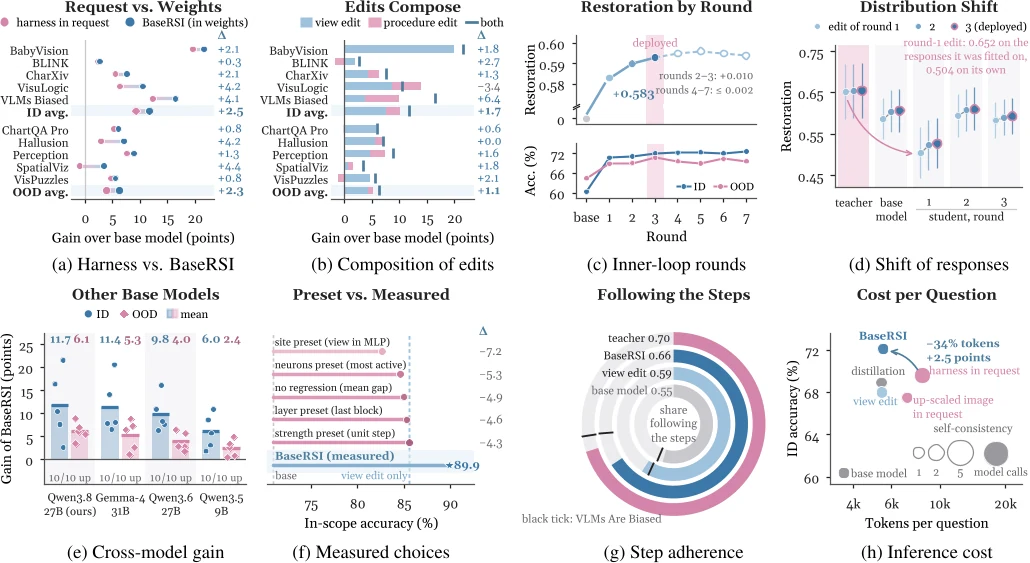 Request vs. Weights
harness in request
BaseRSI (in weights)
Δ
BabyVision
+2.1
BLINK
+0.3
CharXiv
+2.1
VisuLogic
+4.2
VLMs Biased
+4.1
ID avg.
+2.5
ChartQA Pro
+0.8
Hallusion
+4.2
Perception
+1.3
SpatialViz
+4.4
VisPuzzles
+0.8
OOD avg.
+2.3
0 5 10 15 20
Gain over base model (points)
(a) Harness vs. BaseRSI
Edits Compose
view edit
procedure edit
both
Δ
BabyVision
+1.8
BLINK
+2.7
CharXiv
+1.3
VisuLogic
−3.4
VLMs Biased
+6.4
ID avg.
+1.7
ChartQA Pro
+0.6
Hallusion
+0.0
Perception
+1.6
SpatialViz
+1.8
VisPuzzles
+2.1
OOD avg.
+1.1
0 5 10 15 20
Gain over base model (points)
(b) Composition of edits
Restoration by Round
Restoration
0.60
0.59
0.58
0
deployed
+0.583
rounds 2–3: +0.010
rounds 4–7: ≤ 0.002
Acc. (%)
72
66
60
ID
OOD
base 1 2 3 4 5 6 7
Round
(c) Inner-loop rounds
Distribution Shift
edit of round 1
2
3 (deployed)
Restoration
0.75
0.65
0.55
0.45
round-1 edit: 0.652 on the
responses it was fitted on,
0.504 on its own
teacher
base
model
1 2 3
student, round
(d) Shift of responses
Other Base Models
ID
OOD
mean
Gain of BaseRSI (points)
25
20
15
10
5
0
11.7 6.1
11.4 5.3
9.8 4.0
6.0 2.4
10/10 up
10/10 up
10/10 up
10/10 up
Qwen3.8
27B (ours)
Gemma-4
31B
Qwen3.6
27B
Qwen3.5
9B
(e) Cross-model gain
Preset vs. Measured
Δ
site preset (view in MLP)
−7.2
neurons preset (most active)
−5.3
no regression (mean gap)
−4.9
layer preset (last block)
−4.6
strength preset (unit step)
−4.3
BaseRSI (measured)
89.9
base
view edit only
75 80 85 90
In-scope accuracy (%)
(f) Measured choices
Following the Steps
teacher 0.70
BaseRSI 0.66
view edit 0.59
base model 0.55
share
following
the steps
black tick: VLMs Are Biased
(g) Step adherence
Cost per Question
ID accuracy (%)
72
68
64
60
BaseRSI
−34% tokens
+2.5 points
harness in request
distillation
view edit
up-scaled image
in request
self-consistency
base model
1 2 5
model calls
4k 6k 10k 20k
Tokens per question
(h) Inference cost